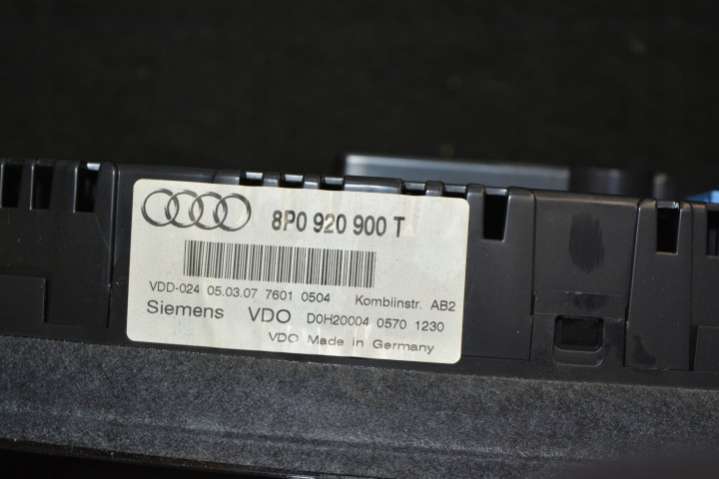 8P0 920 900 T
VDD-024 05.03.07 7601 0504 Kombiinstr. AB2
Siemens VDO D0H20004 0570 1230
VDO Made in Germany